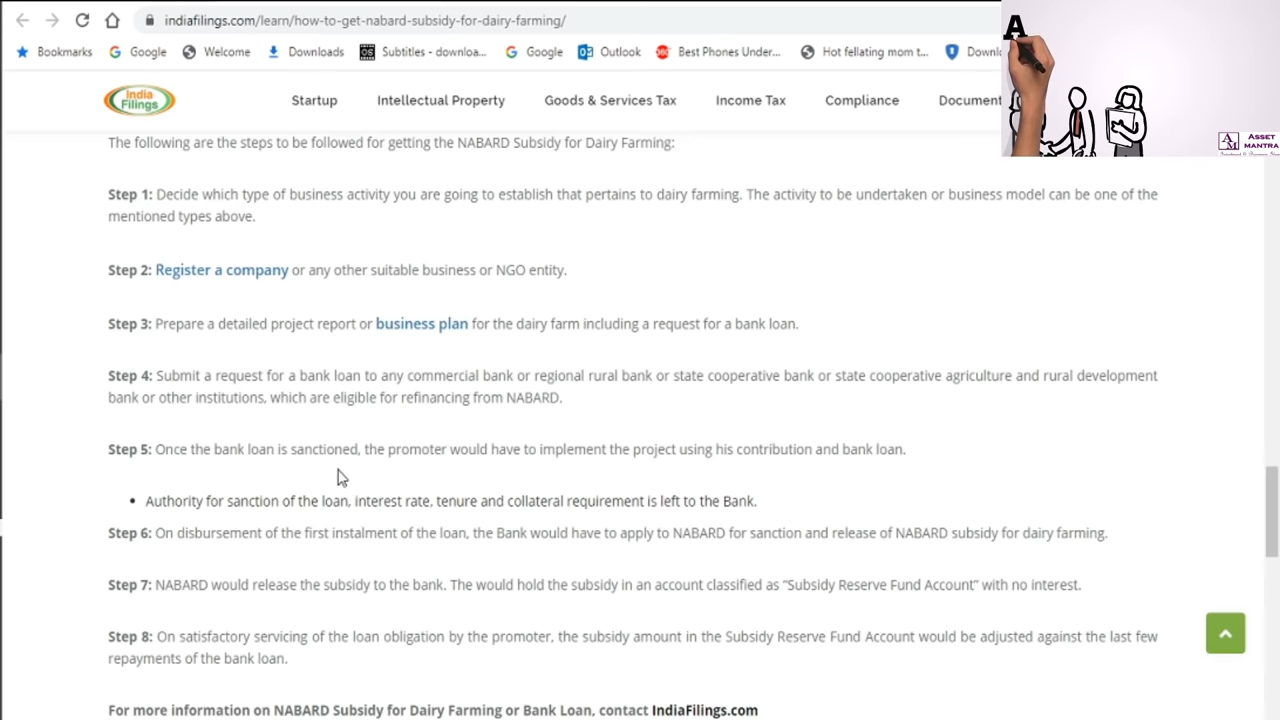 indiafilings.com/learn/how-to-get-nabard-subsidy-for-dairy-farming/
A
Bookmarks Google Welcome Downloads Subtitles - downloa... Google Outlook Best Phones Under... Hot fellating mom t... Downl
India
Filings
Startup Intellectual Property Goods & Services Tax Income Tax Compliance Document
AM ASSET
MANTRA
The following are the steps to be followed for getting the NABARD Subsidy for Dairy Farming:
Step 1: Decide which type of business activity you are going to establish that pertains to dairy farming. The activity to be undertaken or business model can be one of the
mentioned types above.
Step 2: Register a company or any other suitable business or NGO entity.
Step 3: Prepare a detailed project report or business plan for the dairy farm including a request for a bank loan.
Step 4: Submit a request for a bank loan to any commercial bank or regional rural bank or state cooperative bank or state cooperative agriculture and rural development
bank or other institutions, which are eligible for refinancing from NABARD.
Step 5: Once the bank loan is sanctioned, the promoter would have to implement the project using his contribution and bank loan.
• Authority for sanction of the loan, interest rate, tenure and collateral requirement is left to the Bank.
Step 6: On disbursement of the first instalment of the loan, the Bank would have to apply to NABARD for sanction and release of NABARD subsidy for dairy farming.
Step 7: NABARD would release the subsidy to the bank. The would hold the subsidy in an account classified as “Subsidy Reserve Fund Account” with no interest.
Step 8: On satisfactory servicing of the loan obligation by the promoter, the subsidy amount in the Subsidy Reserve Fund Account would be adjusted against the last few
repayments of the bank loan.
For more information on NABARD Subsidy for Dairy Farming or Bank Loan, contact IndiaFilings.com